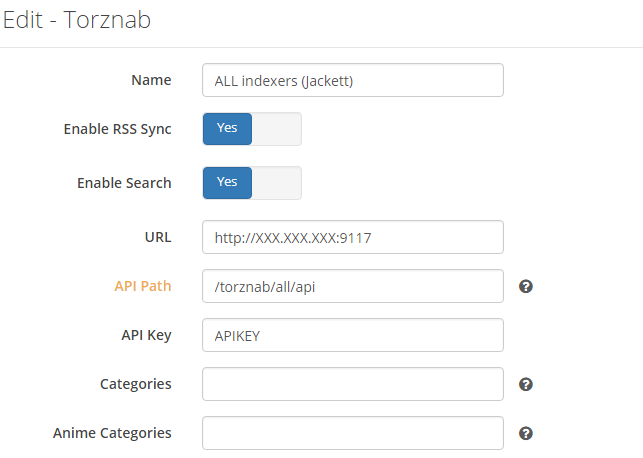 Edit - Torznab
Name ALL indexers (Jackett)
Enable RSS Sync Yes
Enable Search Yes
URL http://XXX.XXX.XXX:9117
API Path /torznab/all/api
API Key APIKEY
Categories
Anime Categories